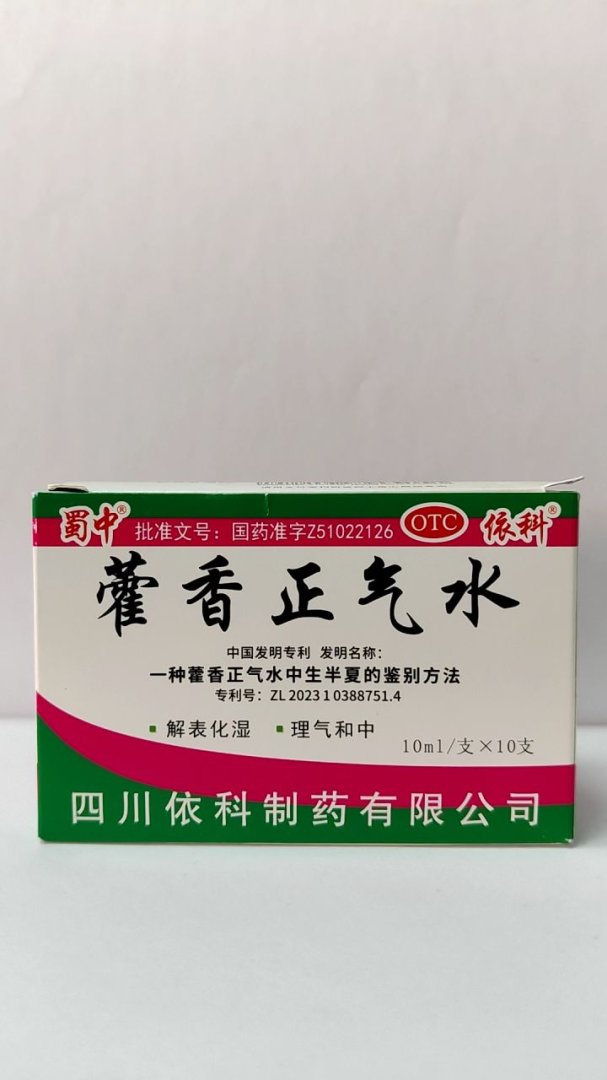 蜀中® 批准文号：国药准字Z51022126 OTC 依科®
藿香正气水
中国发明专利 发明名称：
一种藿香正气水中生半夏的鉴别方法
专利号：ZL 2023 1 0388751.4
▪ 解表化湿 ▪ 理气和中
10ml/支×10支
四川依科制药有限公司